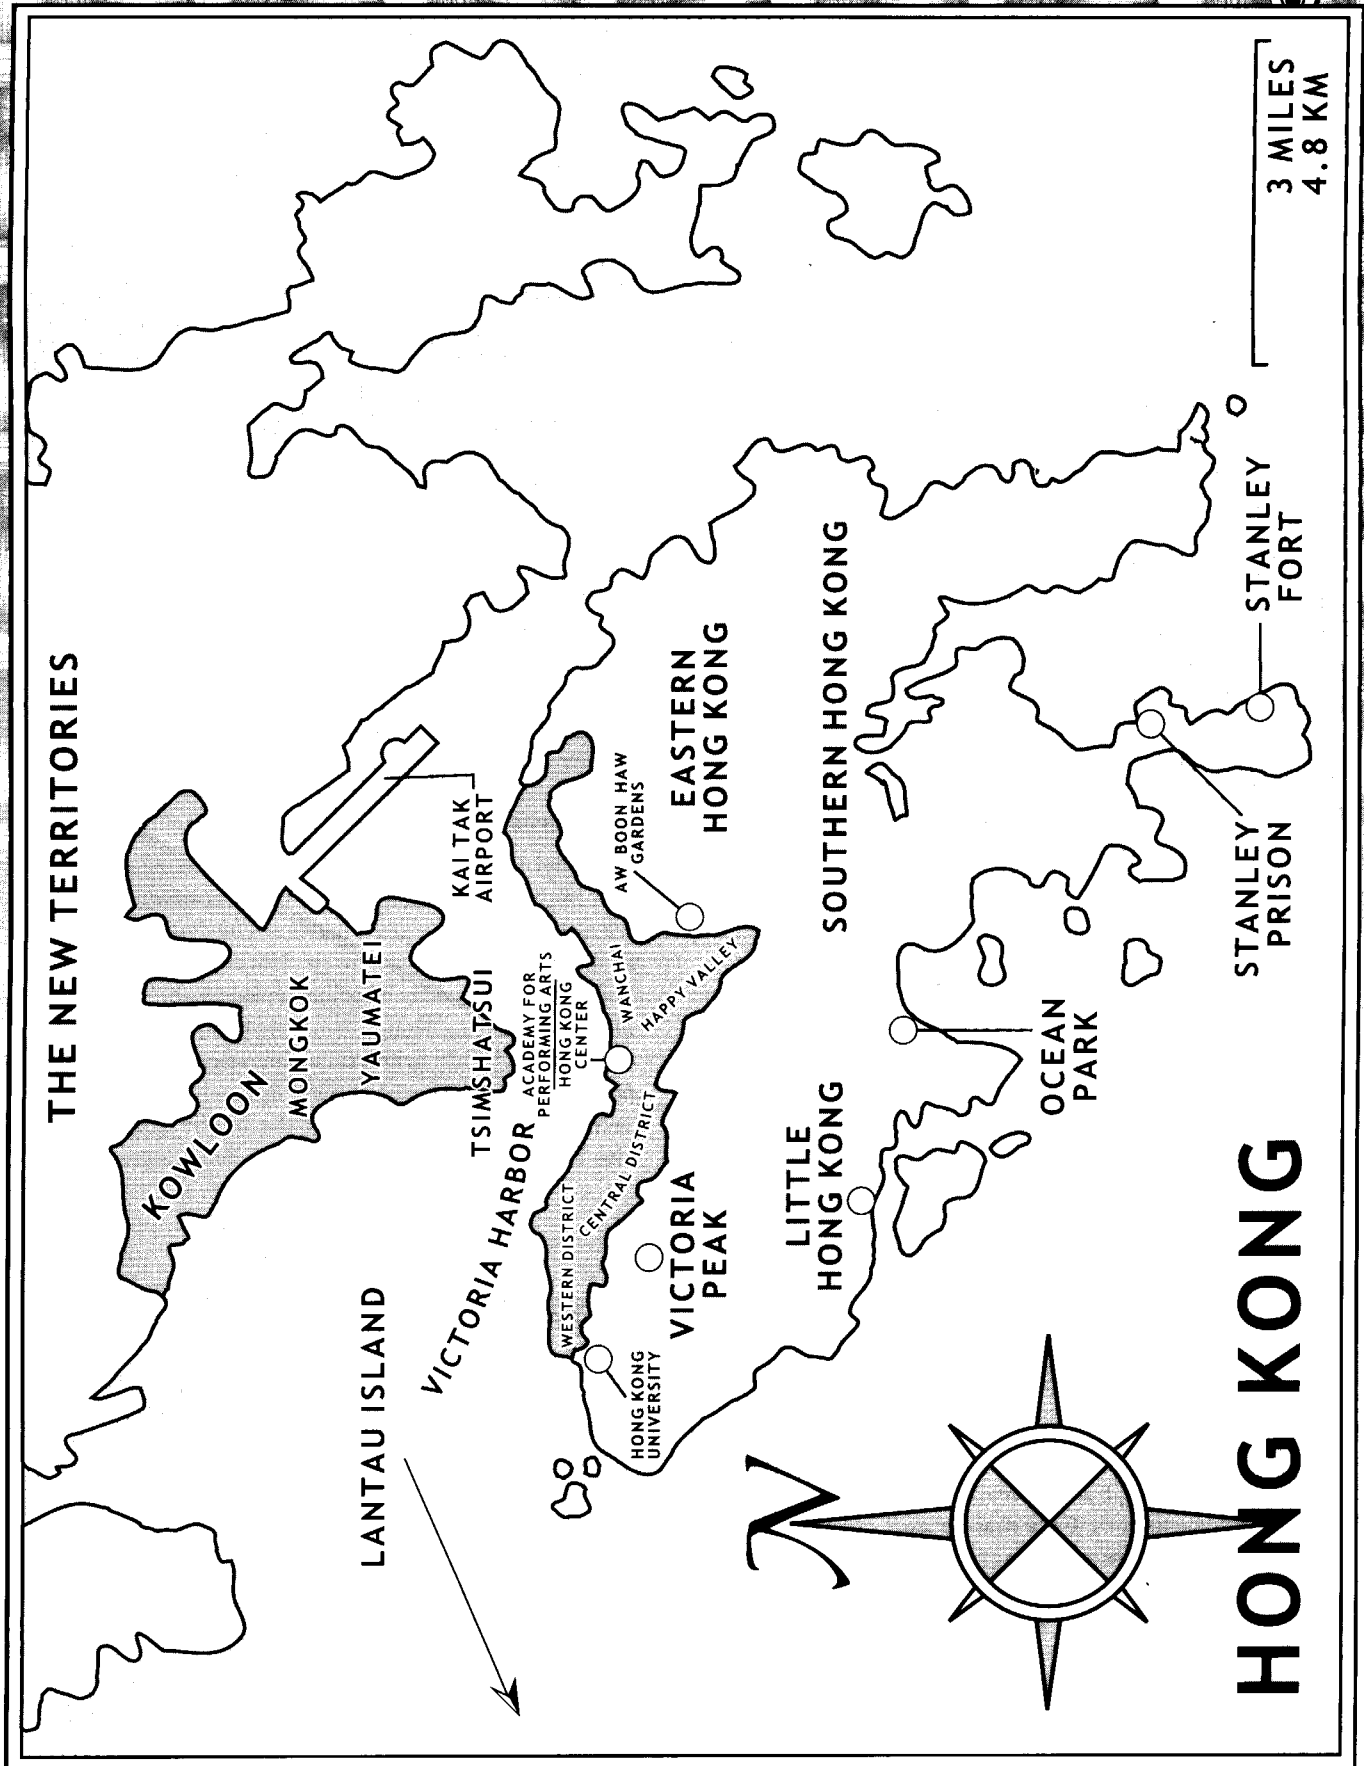 THE NEW TERRITORIES
KOWLOON
MONGKOK
YAUMATEI
TSIMSHATSUI
KAI TAK
AIRPORT
LANTAU ISLAND
VICTORIA HARBOR
ACADEMY FOR
PERFORMING ARTS
HONG KONG
CENTER
WESTERN DISTRICT
CENTRAL DISTRICT
WANCHAI
HAPPY VALLEY
AW BOON HAW
GARDENS
EASTERN
HONG KONG
HONG KONG
UNIVERSITY
VICTORIA
PEAK
LITTLE
HONG KONG
SOUTHERN HONG KONG
OCEAN
PARK
STANLEY
PRISON
STANLEY
FORT
N
HONG KONG
3 MILES
4.8 KM